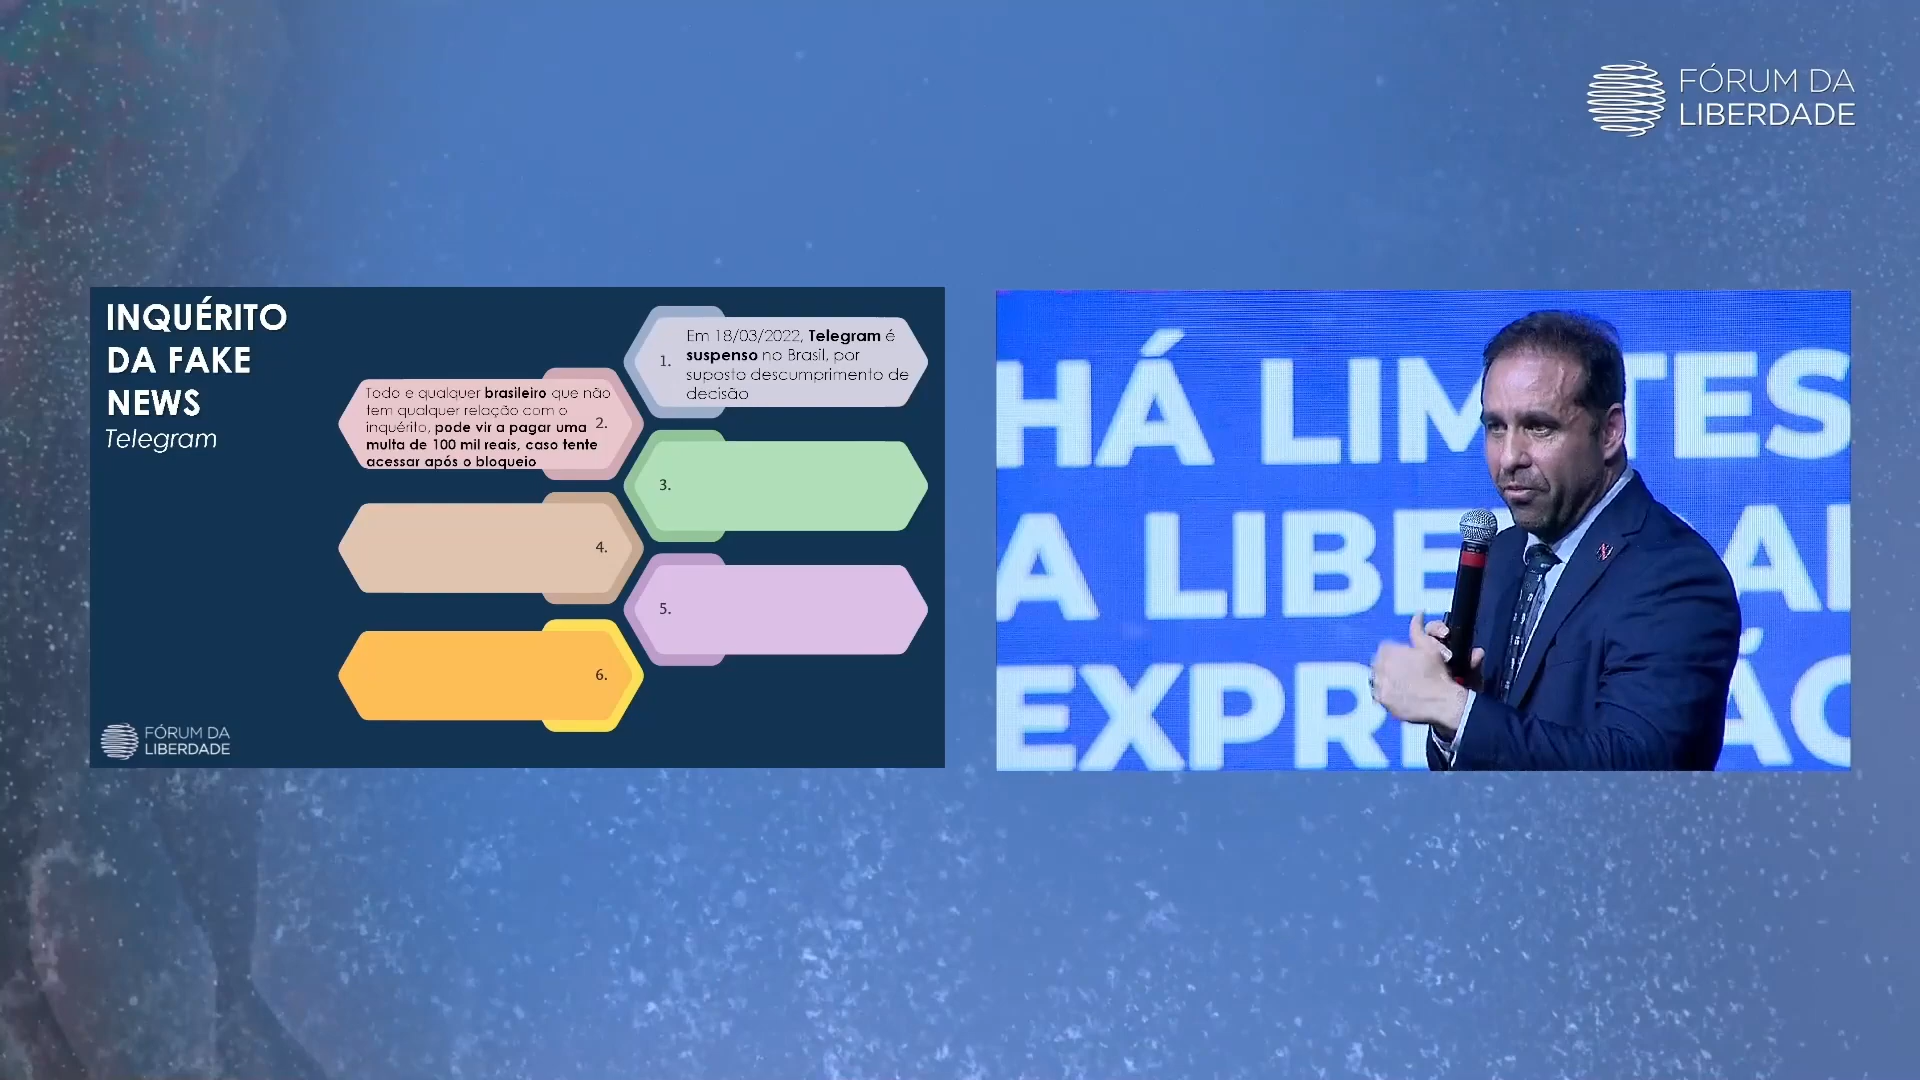 FÓRUM DA
LIBERDADE
INQUÉRITO
DA FAKE
NEWS
Telegram
1.
Em 18/03/2022, Telegram é
suspenso no Brasil, por
suposto descumprimento de
decisão
Todo e qualquer brasileiro que não
tem qualquer relação com o
inquérito, pode vir a pagar uma
multa de 100 mil reais, caso tente
acessar após o bloqueio
2.
3.
4.
5.
6.
FÓRUM DA
LIBERDADE
HÁ LIM TES
A LIBE
EXPR